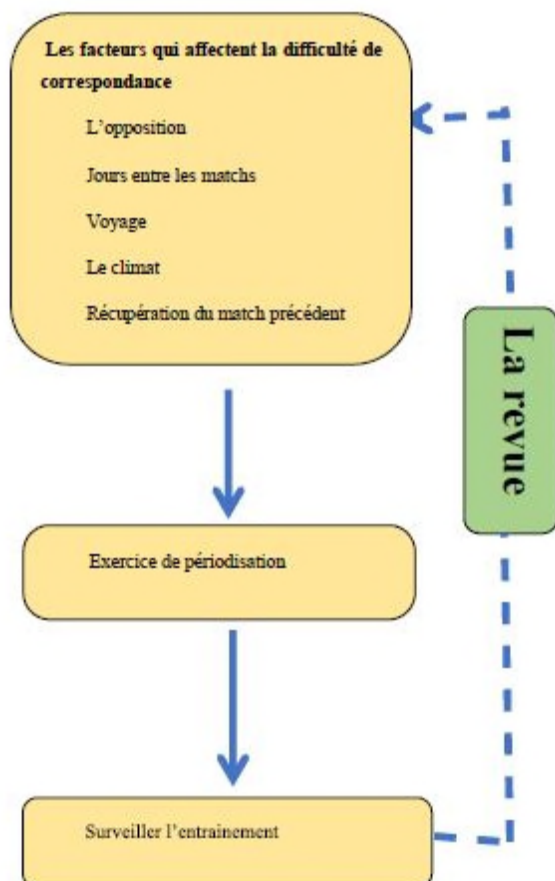 Les facteurs qui affectent la difficulté de
correspondance
L’opposition
Jours entre les matchs
Voyage
Le climat
Récupération du match précédent
La revue
Exercice de périodisation
Surveiller l’entrainement